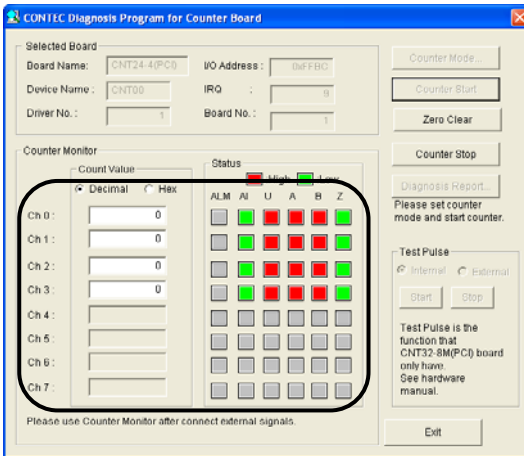 CONTEC Diagnosis Program for Counter Board
Selected Board
Board Name: CNT24-4(PCI) I/O Address: 0xFFBC
Device Name: CNT00 IRQ : 9
Driver No.: 1 Board No.: 1
Counter Mode...
Counter Start
Zero Clear
Counter Stop
Diagnosis Report...
Please set counter
mode and start counter.
Counter Monitor
Count Value
Decimal Hex
Status
High Low
ALM AI U A B Z
Ch 0: 0
Ch 1: 0
Ch 2: 0
Ch 3: 0
Ch 4:
Ch 5:
Ch 6:
Ch 7:
Test Pulse
Internal External
Start Stop
Test Pulse is the
function that
CNT32-8M(PCI) board
only have.
See hardware
manual.
Please use Counter Monitor after connect external signals.
Exit